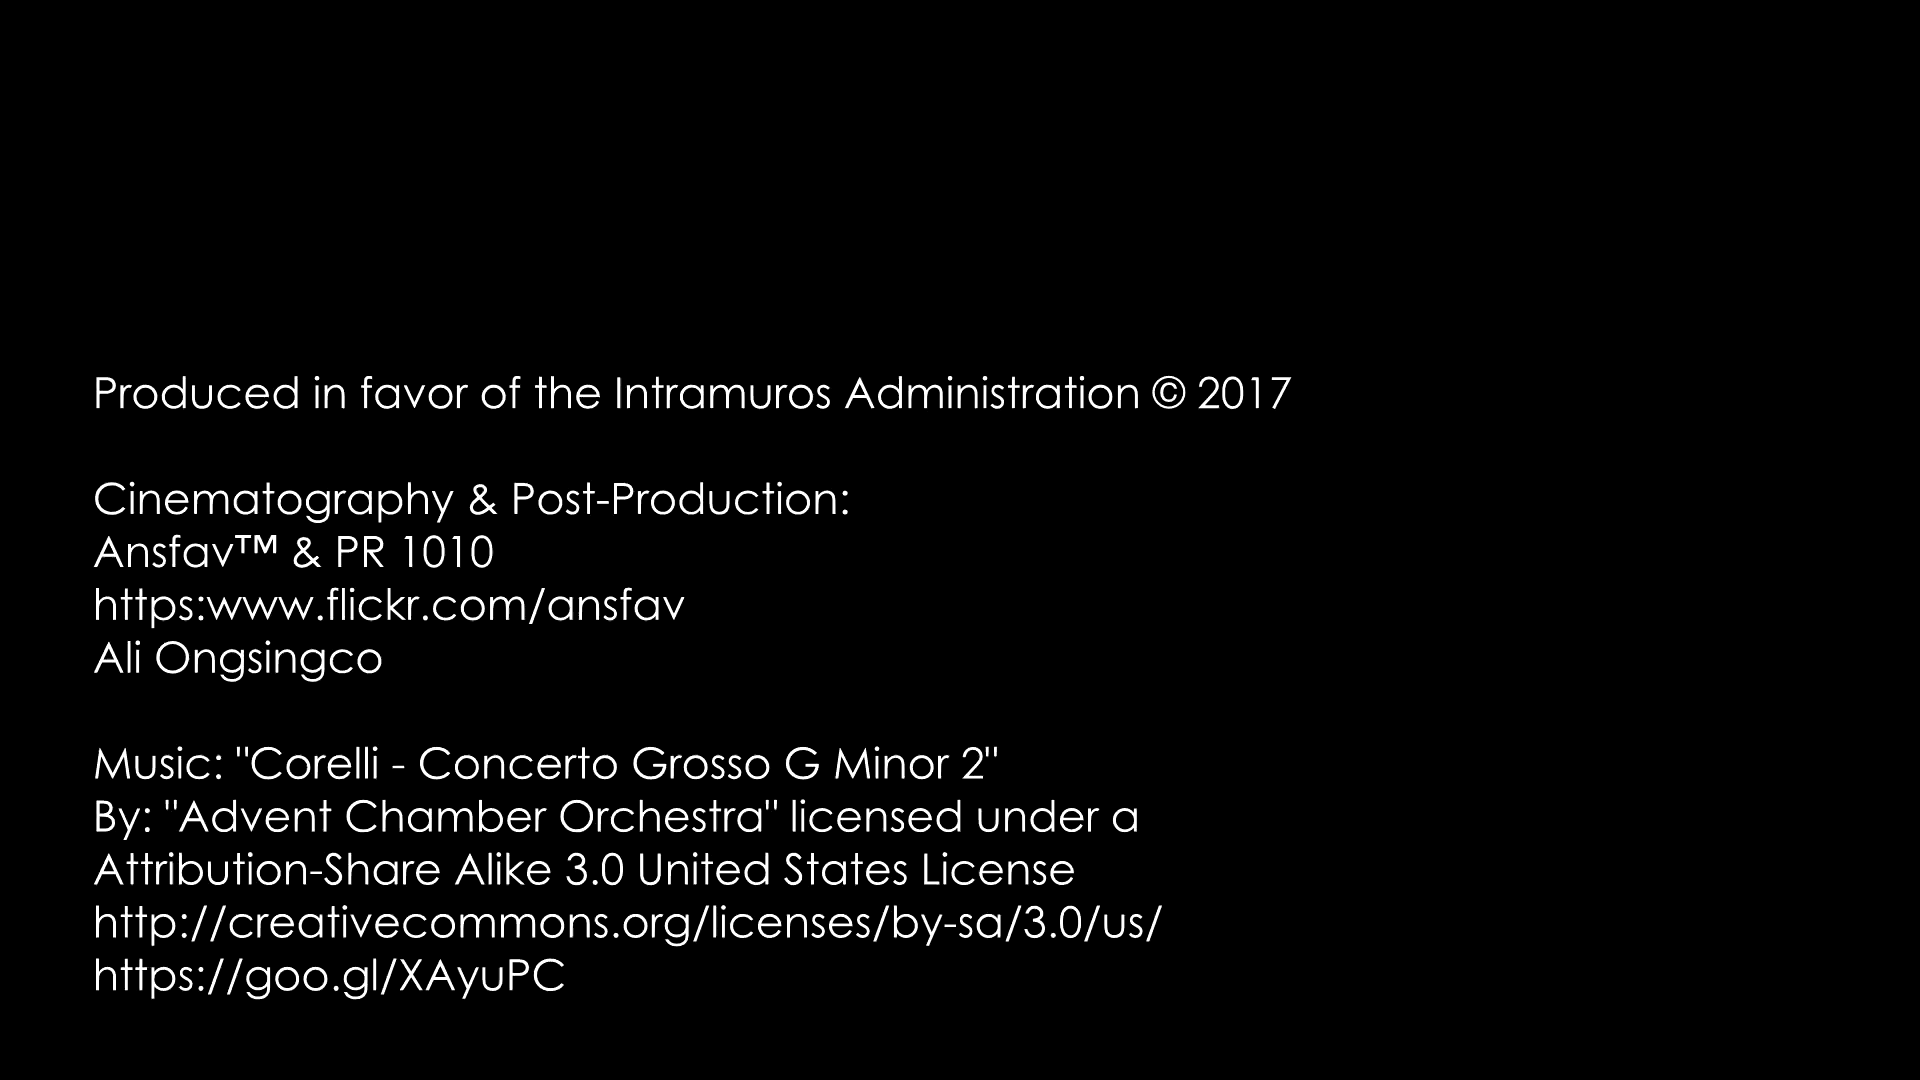 Produced in favor of the Intramuros Administration © 2017
Cinematography & Post-Production:
Ansfav™ & PR 1010
https:www.flickr.com/ansfav
Ali Ongsingco
Music: "Corelli - Concerto Grosso G Minor 2"
By: "Advent Chamber Orchestra" licensed under a
Attribution-Share Alike 3.0 United States License
http://creativecommons.org/licenses/by-sa/3.0/us/
https://goo.gl/XAyuPC